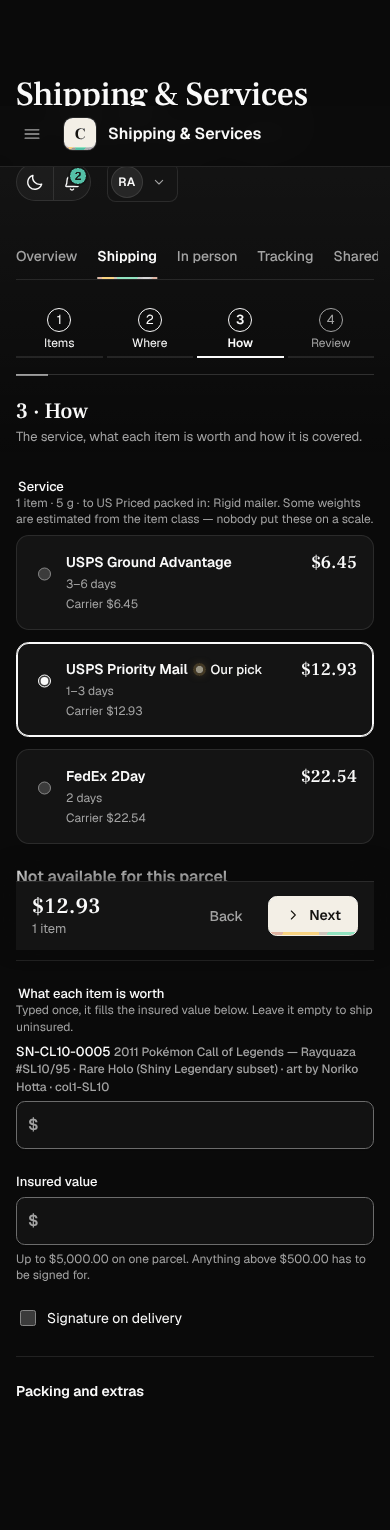 Shipping & Services
C Shipping & Services
2 RA
Overview Shipping In person Tracking Shared
1 2 3 4
Items Where How Review
3 · How
The service, what each item is worth and how it is covered.
Service
1 item · 5 g · to US Priced packed in: Rigid mailer. Some weights
are estimated from the item class — nobody put these on a scale.
USPS Ground Advantage $6.45
3–6 days
Carrier $6.45
USPS Priority Mail Our pick $12.93
1–3 days
Carrier $12.93
FedEx 2Day $22.54
2 days
Carrier $22.54
Not available for this parcel
$12.93 Back Next
1 item
What each item is worth
Typed once, it fills the insured value below. Leave it empty to ship
uninsured.
SN-CL10-0005 2011 Pokémon Call of Legends — Rayquaza
#SL10/95 · Rare Holo (Shiny Legendary subset) · art by Noriko
Hotta · col1-SL10
$
Insured value
$
Up to $5,000.00 on one parcel. Anything above $500.00 has to
be signed for.
Signature on delivery
Packing and extras